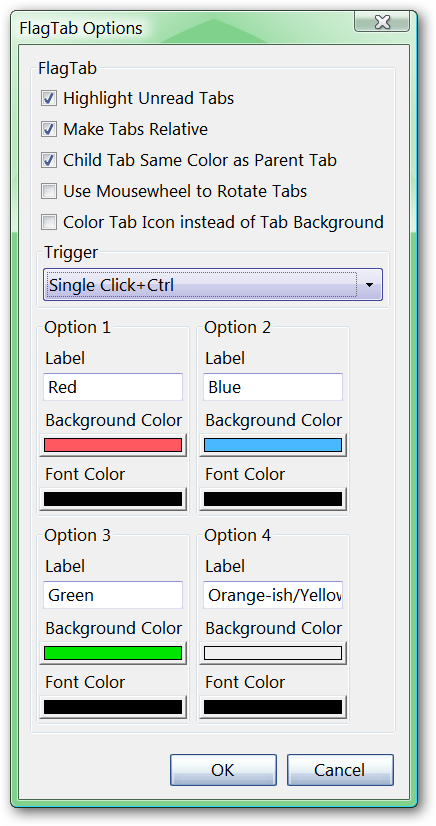 FlagTab Options
FlagTab
Highlight Unread Tabs
Make Tabs Relative
Child Tab Same Color as Parent Tab
Use Mousewheel to Rotate Tabs
Color Tab Icon instead of Tab Background
Trigger
Single Click+Ctrl
Option 1
Label
Red
Background Color
Font Color
Option 2
Label
Blue
Background Color
Font Color
Option 3
Label
Green
Background Color
Font Color
Option 4
Label
Orange-ish/Yellow
Background Color
Font Color
OK
Cancel